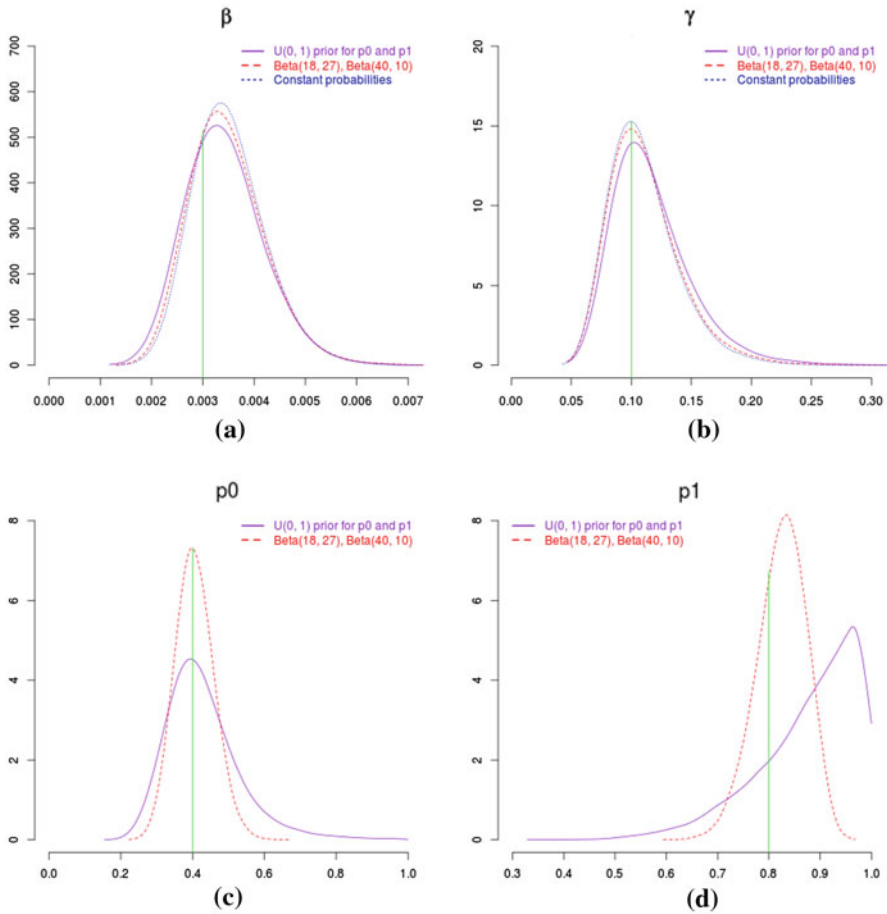 β
700
600
500
400
300
200
100
0
U(0, 1) prior for p0 and p1
Beta(18, 27), Beta(40, 10)
Constant probabilities
0.000 0.001 0.002 0.003 0.004 0.005 0.006 0.007
(a)
γ
20
15
10
5
0
U(0, 1) prior for p0 and p1
Beta(18, 27), Beta(40, 10)
Constant probabilities
0.00 0.05 0.10 0.15 0.20 0.25 0.30
(b)
p0
8
6
4
2
0
U(0, 1) prior for p0 and p1
Beta(18, 27), Beta(40, 10)
0.0 0.2 0.4 0.6 0.8 1.0
(c)
p1
8
6
4
2
0
U(0, 1) prior for p0 and p1
Beta(18, 27), Beta(40, 10)
0.3 0.4 0.5 0.6 0.7 0.8 0.9 1.0
(d)